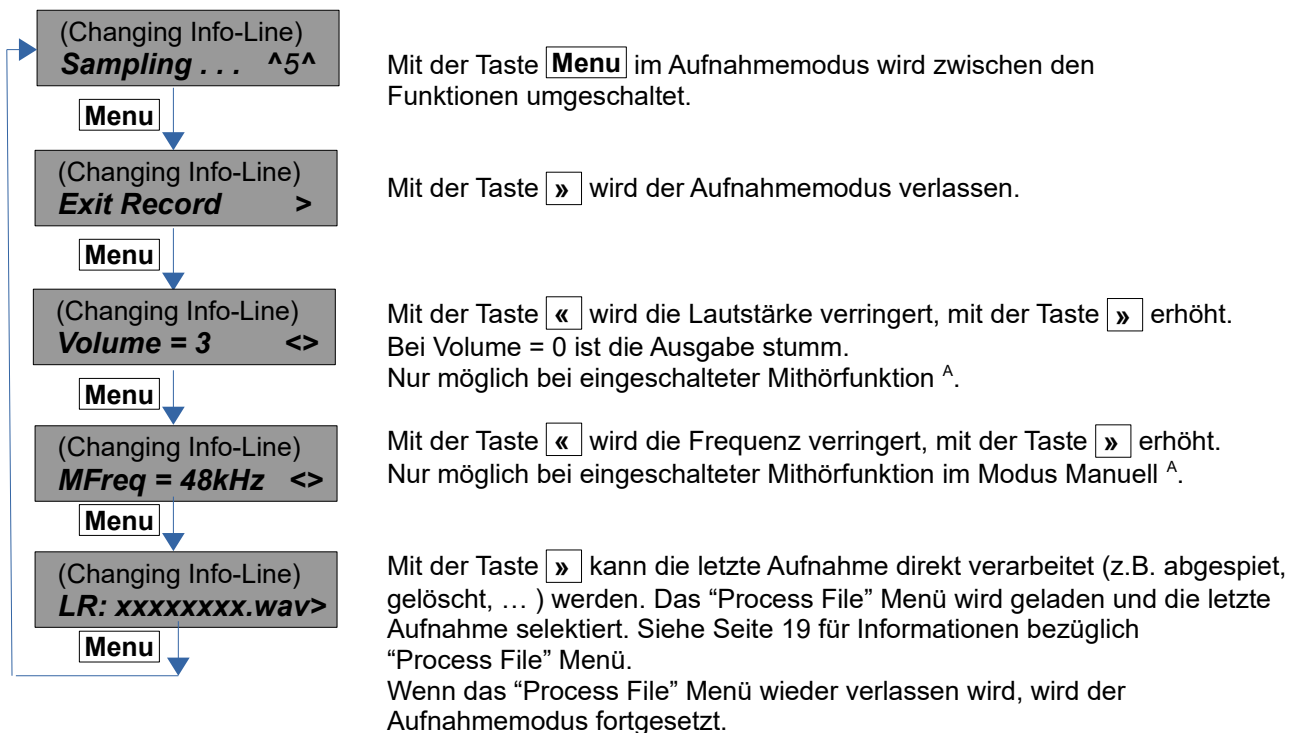 (Changing Info-Line)
Sampling . . . ^5^
Mit der Taste Menu im Aufnahmemodus wird zwischen den
Funktionen umgeschaltet.
Menu
(Changing Info-Line)
Exit Record >
Mit der Taste » wird der Aufnahmemodus verlassen.
Menu
(Changing Info-Line)
Volume = 3 <>
Mit der Taste « wird die Lautstärke verringert, mit der Taste » erhöht.
Bei Volume = 0 ist die Ausgabe stumm.
Nur möglich bei eingeschalteter Mithörfunktion A.
Menu
(Changing Info-Line)
MFreq = 48kHz <>
Mit der Taste « wird die Frequenz verringert, mit der Taste » erhöht.
Nur möglich bei eingeschalteter Mithörfunktion im Modus Manuell A.
Menu
(Changing Info-Line)
LR: xxxxxxxx.wav>
Mit der Taste » kann die letzte Aufnahme direkt verarbeitet (z.B. abgespiet,
gelöscht, … ) werden. Das “Process File” Menü wird geladen und die letzte
Aufnahme selektiert. Siehe Seite 19 für Informationen bezüglich
“Process File” Menü.
Wenn das “Process File” Menü wieder verlassen wird, wird der
Aufnahmemodus fortgesetzt.
Menu